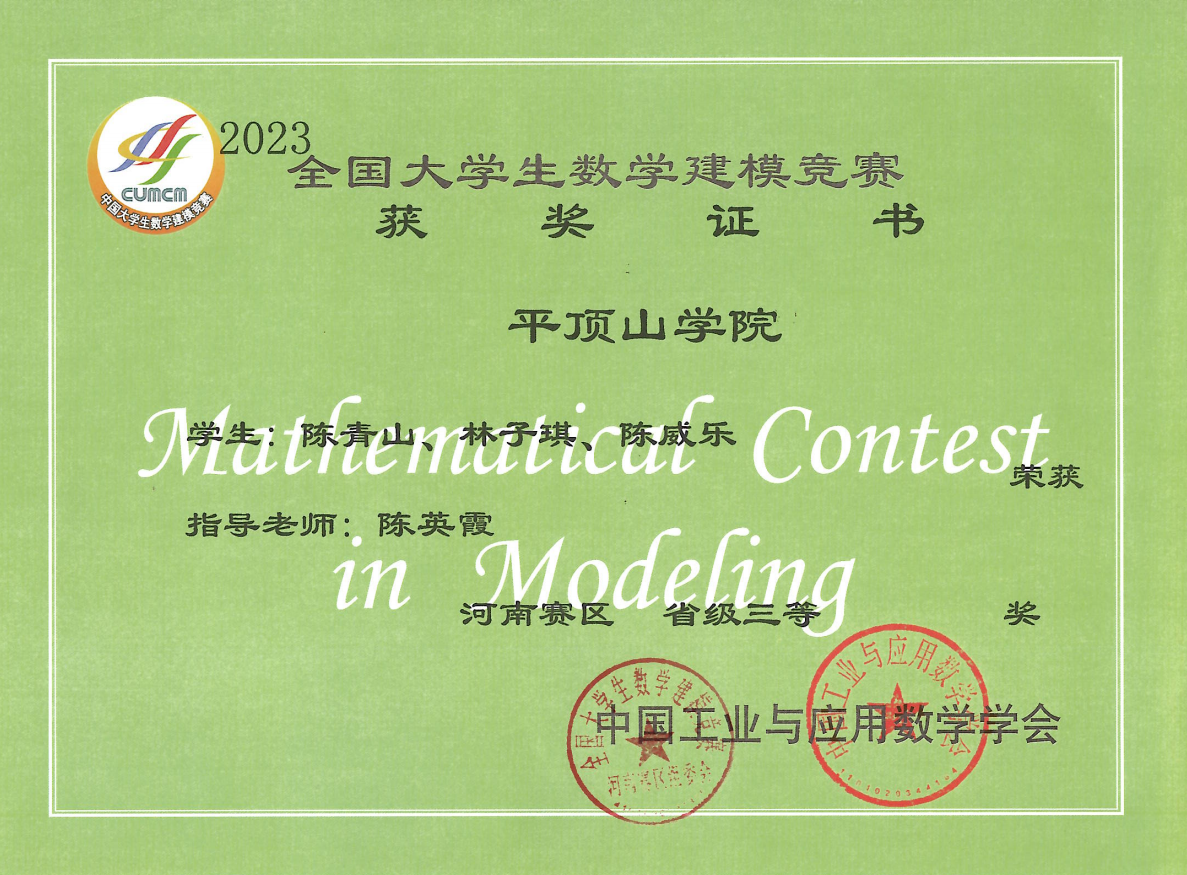 2023
全国大学生数学建模竞赛
CUMCM
中国大学生数学建模竞赛
获奖证书
平顶山学院
Mathematical Contest
学生：陈青山、林子琪、陈威乐
荣获
指导老师：陈英霞
in Modeling
河南赛区 省级三等 奖
中国工业与应用数学学会
全国大学生数学建模竞赛
河南赛区组委会
中国工业与应用数学学会